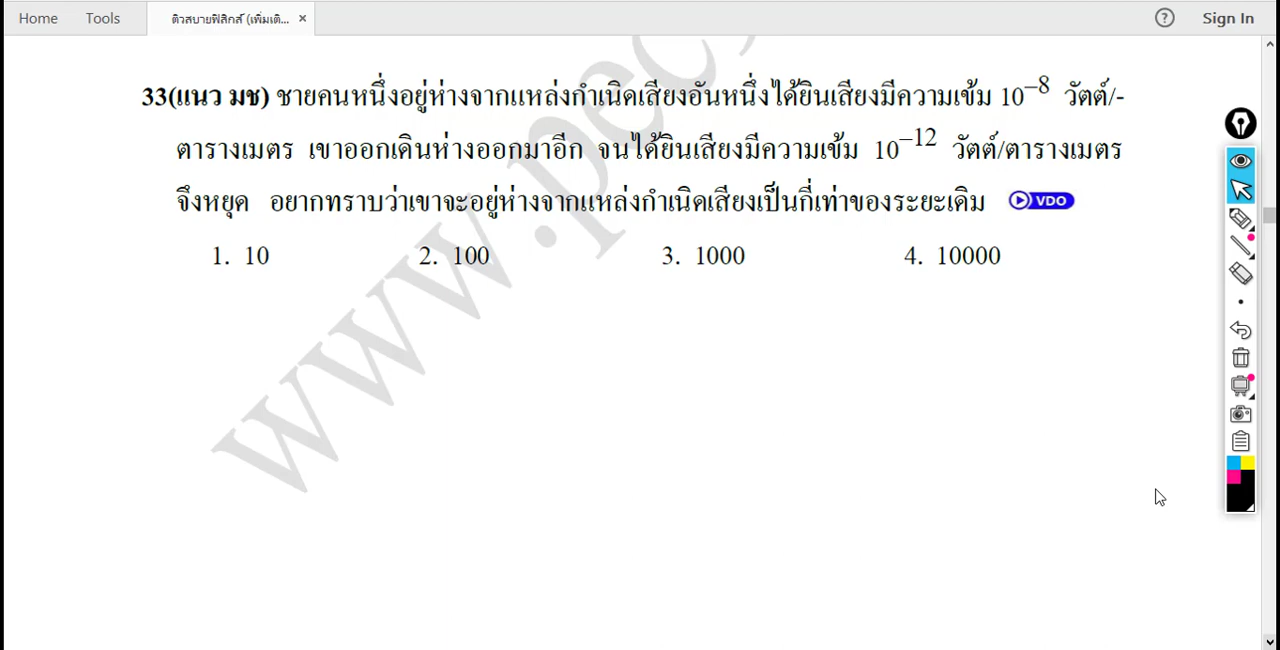 Home Tools ติวสบายฟิสิกส์ (เพิ่มเติ... × ? Sign In
33(แนว มช) ชายคนหนึ่งอยู่ห่างจากแหล่งกำเนิดเสียงอันหนึ่งได้ยินเสียงมีความเข้ม 10⁻⁸ วัตต์/-
ตารางเมตร เขาออกเดินห่างออกมาอีก จนได้ยินเสียงมีความเข้ม 10⁻¹² วัตต์/ตารางเมตร
จึงหยุด อยากทราบว่าเขาจะอยู่ห่างจากแหล่งกำเนิดเสียงเป็นกี่เท่าของระยะเดิม VDO
1. 10 2. 100 3. 1000 4. 10000
www.pec